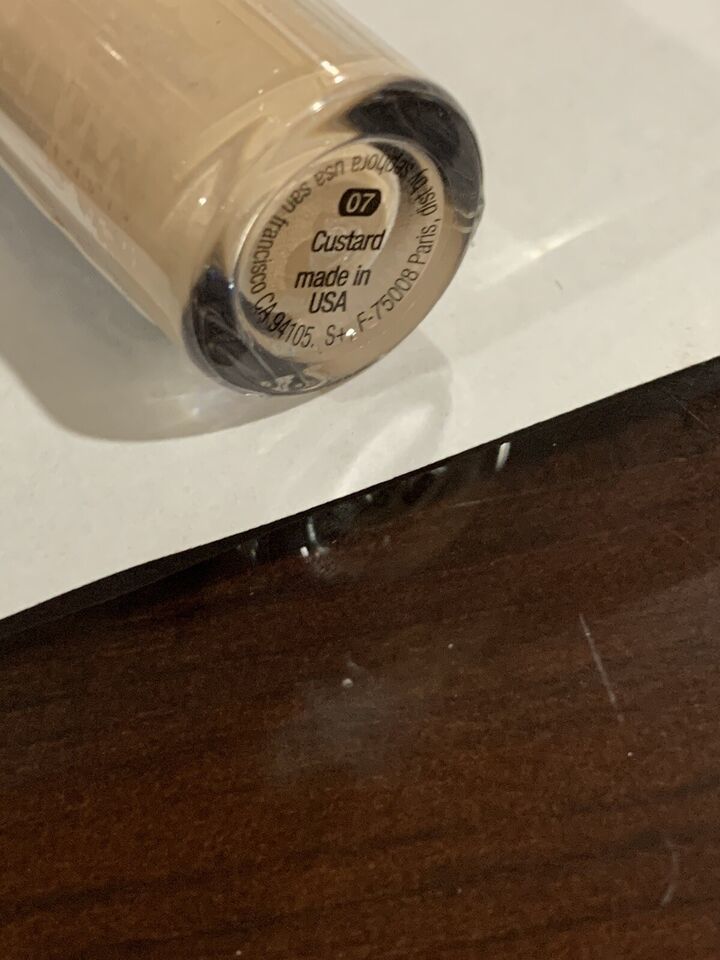 07
Custard
made in
USA
dist by sephora usa san francisco CA 94105. S+, F-75008 Paris,